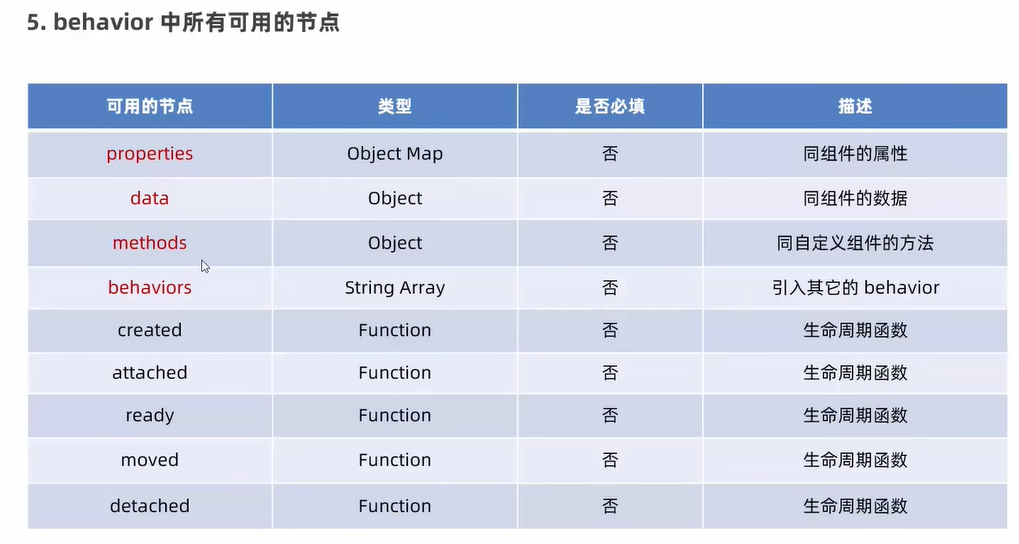 5. behavior 中所有可用的节点
可用的节点 类型 是否必填 描述
properties Object Map 否 同组件的属性
data Object 否 同组件的数据
methods Object 否 同自定义组件的方法
behaviors String Array 否 引入其它的 behavior
created Function 否 生命周期函数
attached Function 否 生命周期函数
ready Function 否 生命周期函数
moved Function 否 生命周期函数
detached Function 否 生命周期函数